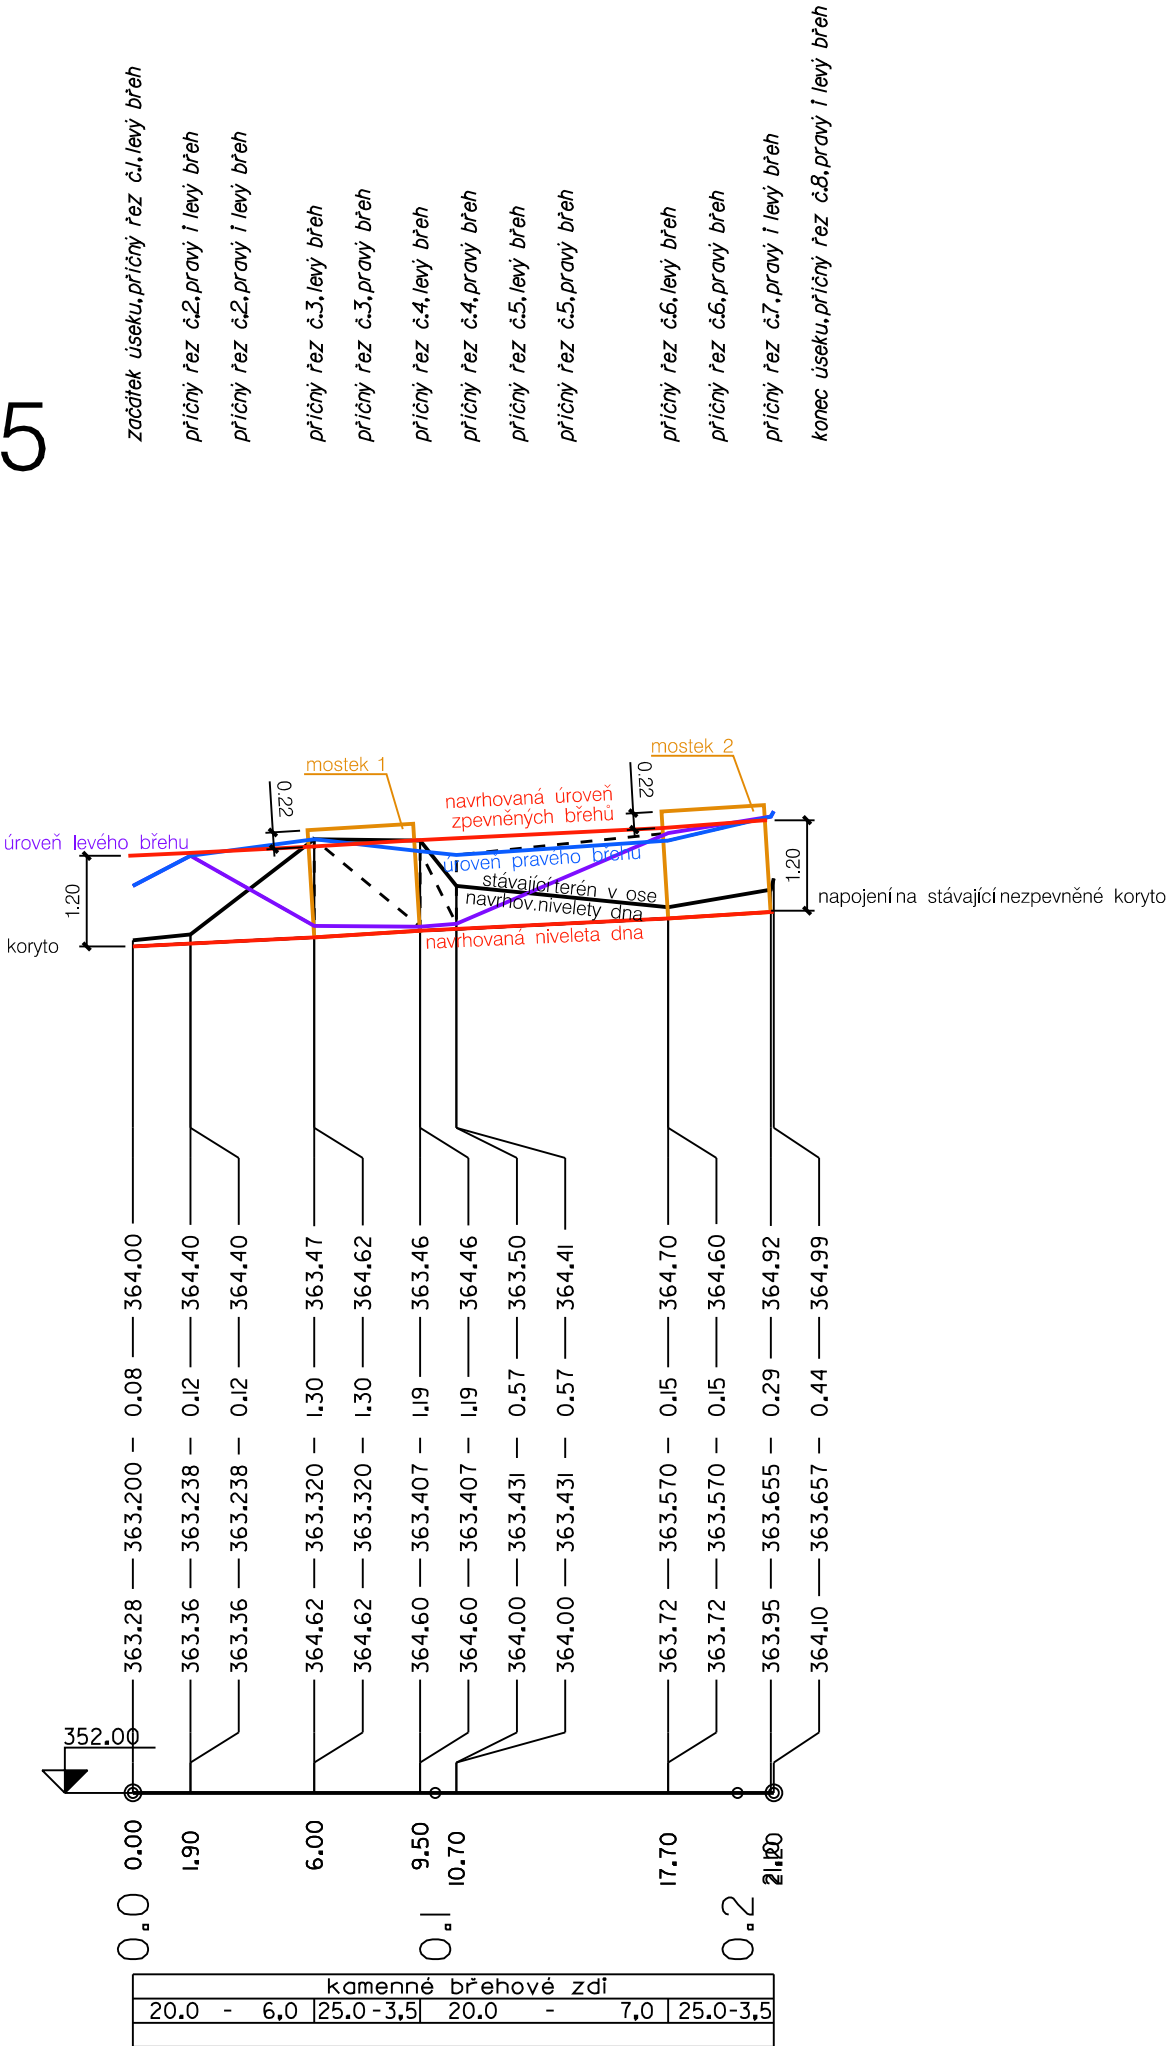 5
začátek úseku, příčný řez č.1, levý břeh
příčný řez č.2, pravý i levý břeh
příčný řez č.2, pravý i levý břeh
příčný řez č.3, levý břeh
příčný řez č.3, pravý břeh
příčný řez č.4, levý břeh
příčný řez č.4, pravý břeh
příčný řez č.5, levý břeh
příčný řez č.5, pravý břeh
příčný řez č.6, levý břeh
příčný řez č.6, pravý břeh
příčný řez č.7, pravý i levý břeh
konec úseku, příčný řez č.8, pravý i levý břeh
mostek 1
mostek 2
0.22
0.22
navrhovaná úroveň
zpevněných břehů
úroveň levého břehu
úroveň pravého břehu
1.20
1.20
stávající terén v ose
navrhov. nivelety dna
napojení na stávající nezpevněné koryto
koryto
navrhovaná niveleta dna
363.28 363.200 0.08 364.00
363.36 363.238 0.12 364.40
363.36 363.238 0.12 364.40
364.62 363.320 1.30 363.47
364.62 363.320 1.30 364.62
364.60 363.407 1.19 363.46
364.60 363.407 1.19 364.46
364.00 363.431 0.57 363.50
364.00 363.431 0.57 364.41
363.72 363.570 0.15 364.70
363.72 363.570 0.15 364.60
363.95 363.655 0.29 364.92
364.10 363.657 0.44 364.99
352.00
0.00
1.90
6.00
9.50
10.70
17.70
21.20
0.0
0.1
0.2
kamenné břehové zdi
20.0 - 6,0 25.0-3,5 20.0 - 7,0 25.0-3,5